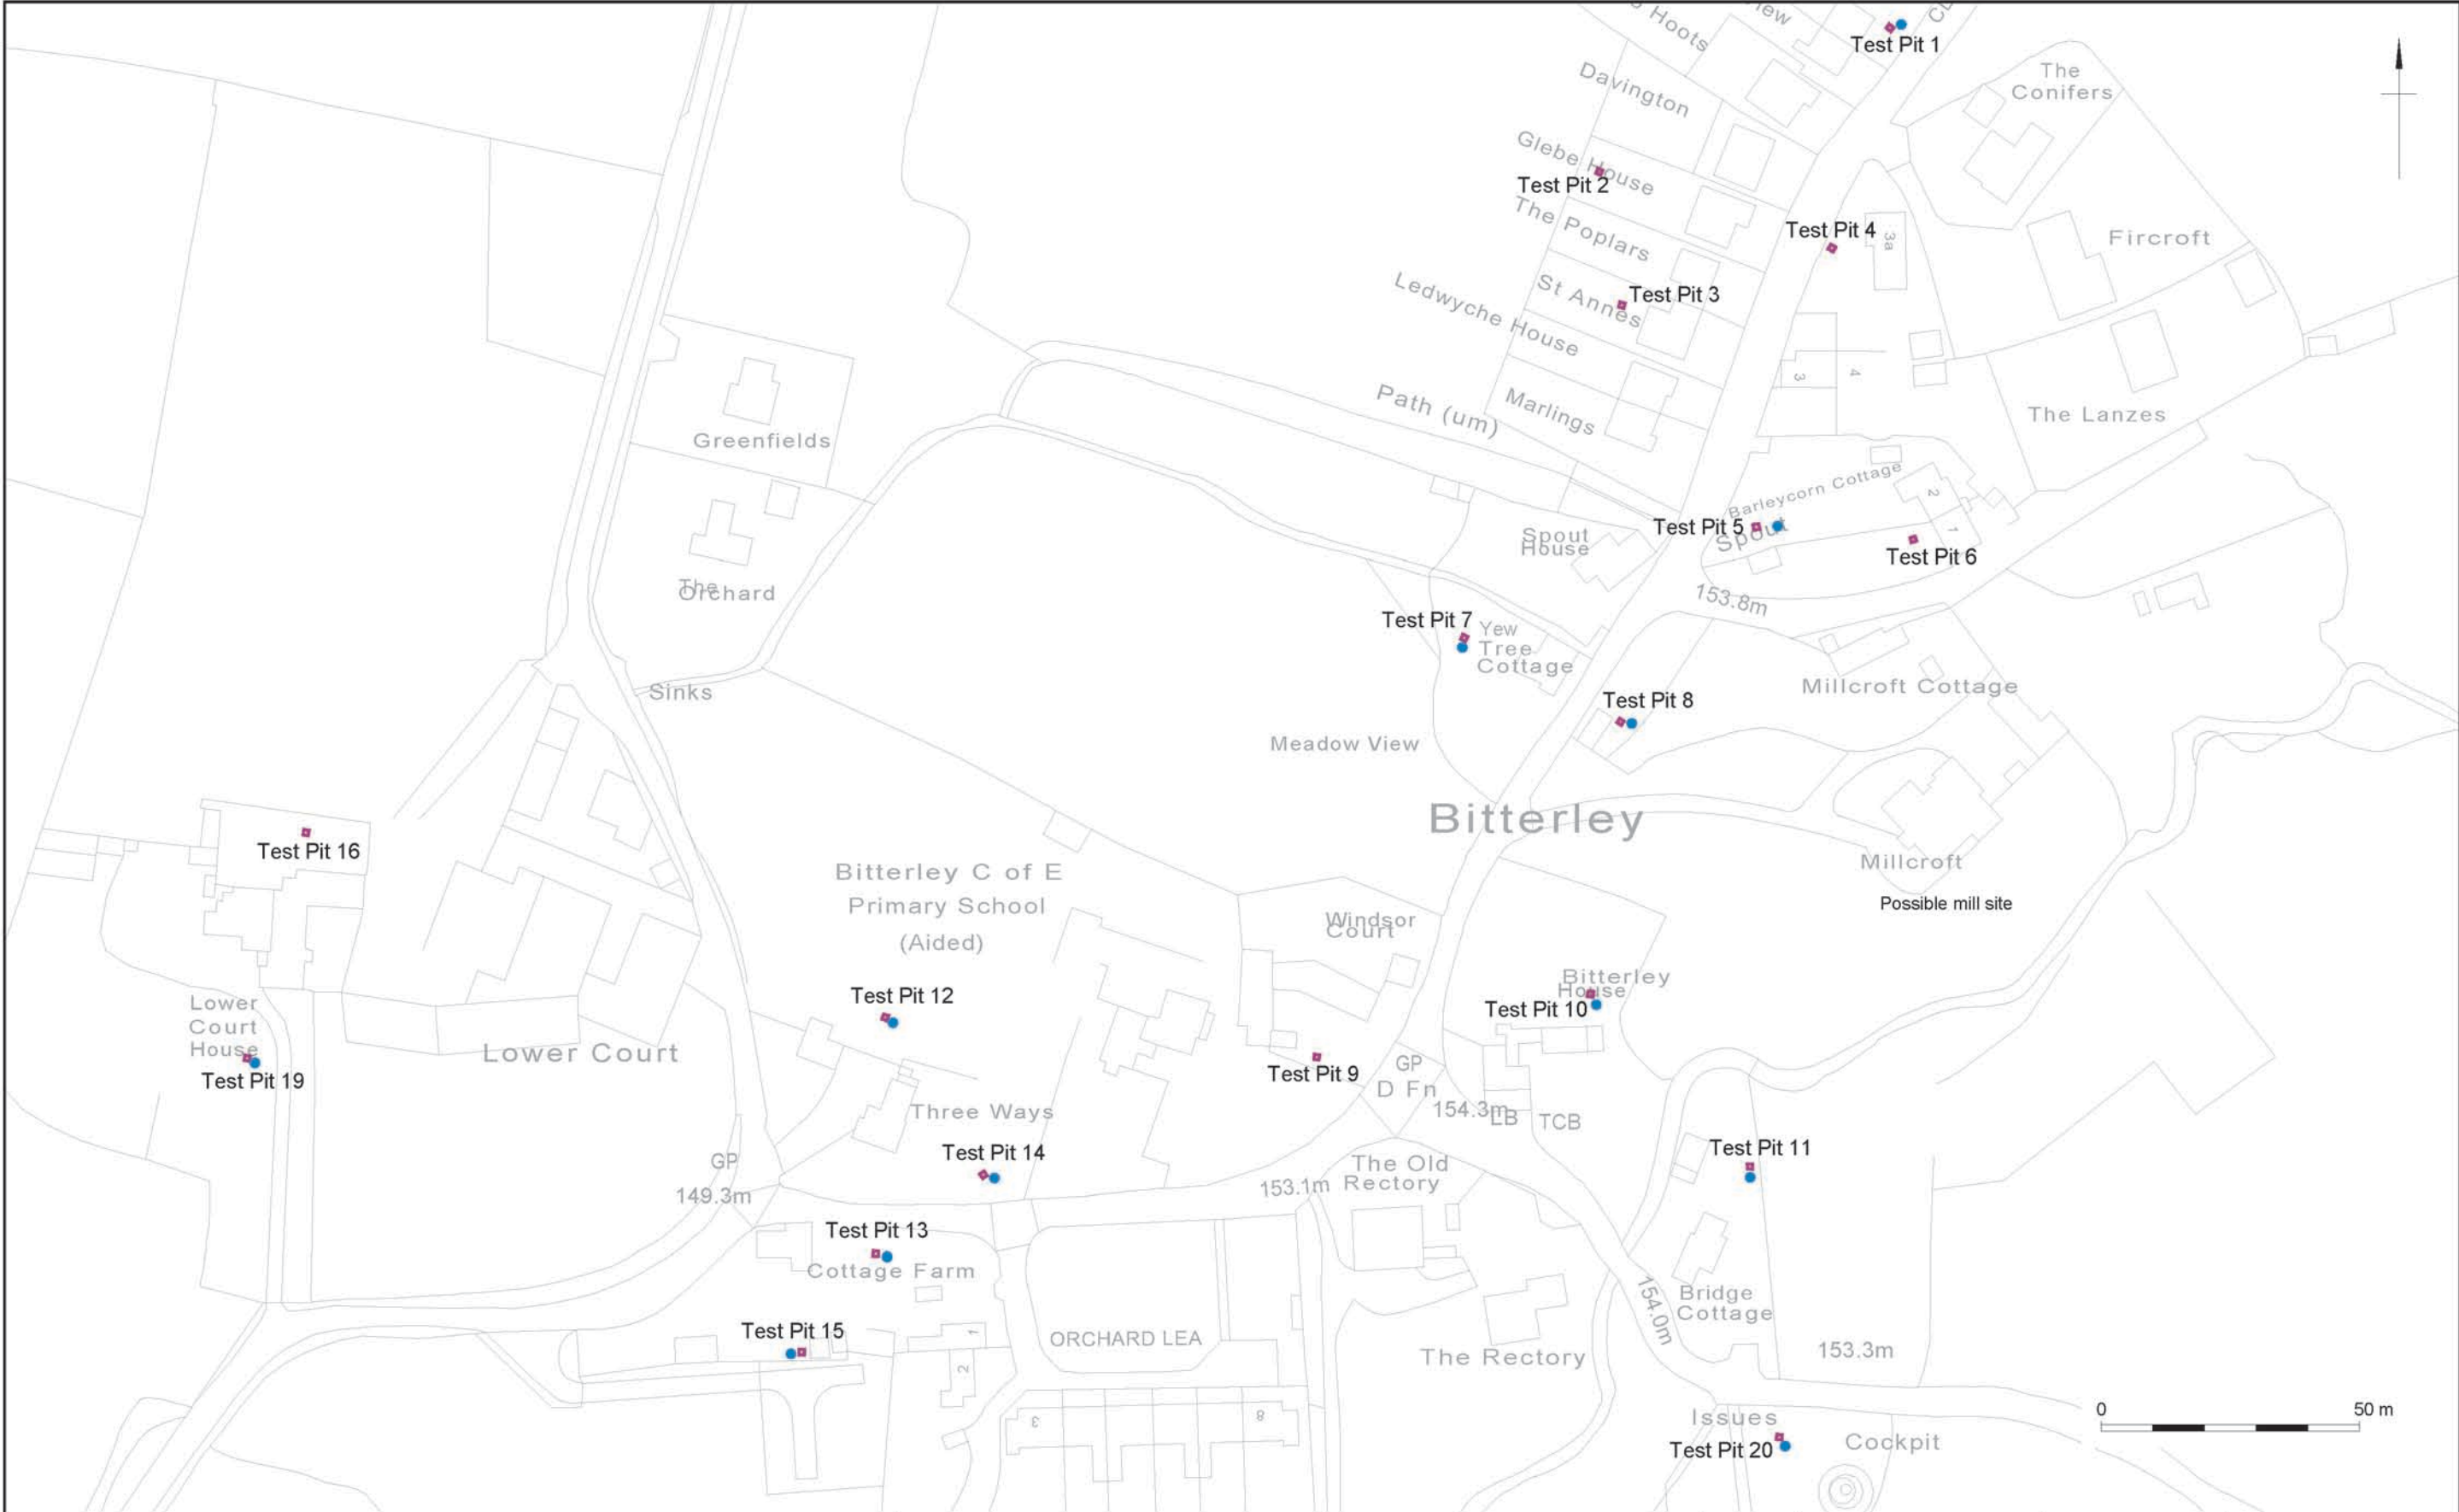 Hoots
Test Pit 1
Davington
The
Conifers
Glebe House
Test Pit 2
The Poplars
Test Pit 4
3a
Fircroft
Ledwyche House
St Annes
Test Pit 3
Path (um)
Marlings
3
4
The Lanzes
Greenfields
Barleycorn Cottage
2
1
Test Pit 5
Spout
Spout
House
Test Pit 6
The
Orchard
153.8m
Test Pit 7
Yew
Tree
Cottage
Sinks
Millcroft Cottage
Test Pit 8
Meadow View
Bitterley
Test Pit 16
Bitterley C of E
Primary School
(Aided)
Millcroft
Possible mill site
Windsor
Court
Bitterley
House
Test Pit 10
Test Pit 12
Lower
Court
House
Test Pit 19
Lower Court
Test Pit 9
GP
D Fn
154.3m
LB
TCB
Three Ways
Test Pit 14
Test Pit 11
GP
149.3m
The Old
Rectory
153.1m
Test Pit 13
Cottage Farm
Bridge
Cottage
154.0m
Test Pit 15
1
2
ORCHARD LEA
The Rectory
153.3m
3
8
Issues
Test Pit 20
Cockpit
0
50 m